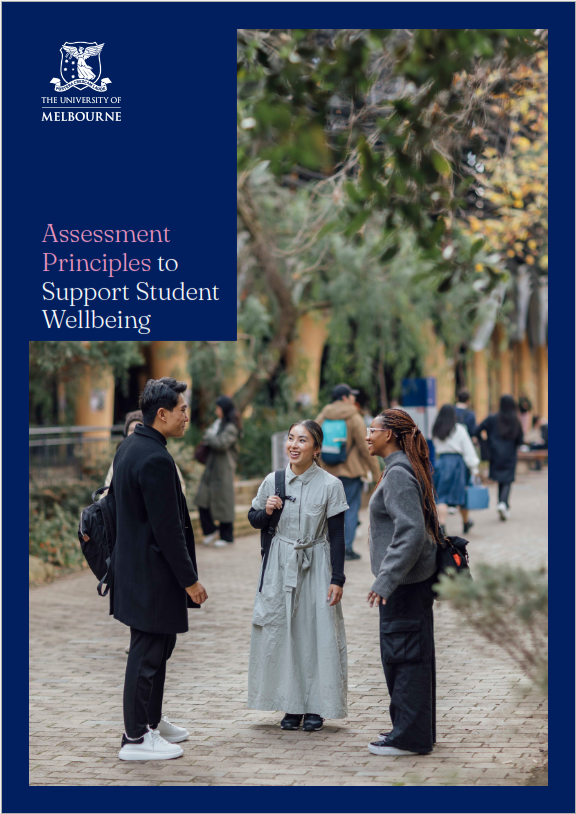 THE UNIVERSITY OF
MELBOURNE
Assessment
Principles to
Support Student
Wellbeing